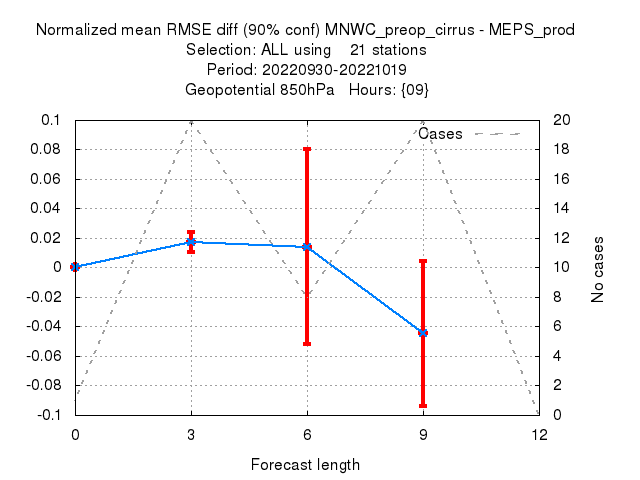 Normalized mean RMSE diff (90% conf) MNWC_preop_cirrus - MEPS_prod
Selection: ALL using    21 stations
Period: 20220930-20221019
Geopotential 850hPa   Hours: {09}
Cases
0.1
0.08
0.06
0.04
0.02
0
-0.02
-0.04
-0.06
-0.08
-0.1
20
18
16
14
12
10
8
6
4
2
0
No cases
0 3 6 9 12
Forecast length